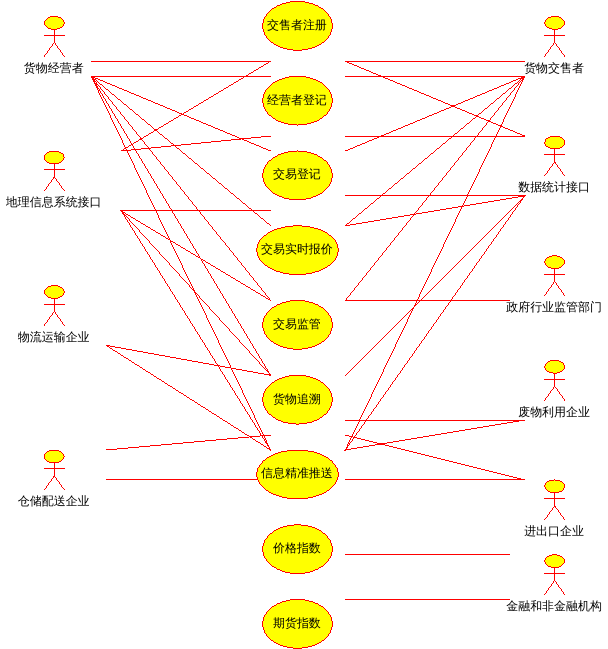 交售者注册
货物经营者
货物交售者
经营者登记
交易登记
地理信息系统接口
数据统计接口
交易实时报价
政府行业监管部门
交易监管
物流运输企业
货物追溯
废物利用企业
信息精准推送
仓储配送企业
进出口企业
价格指数
金融和非金融机构
期货指数